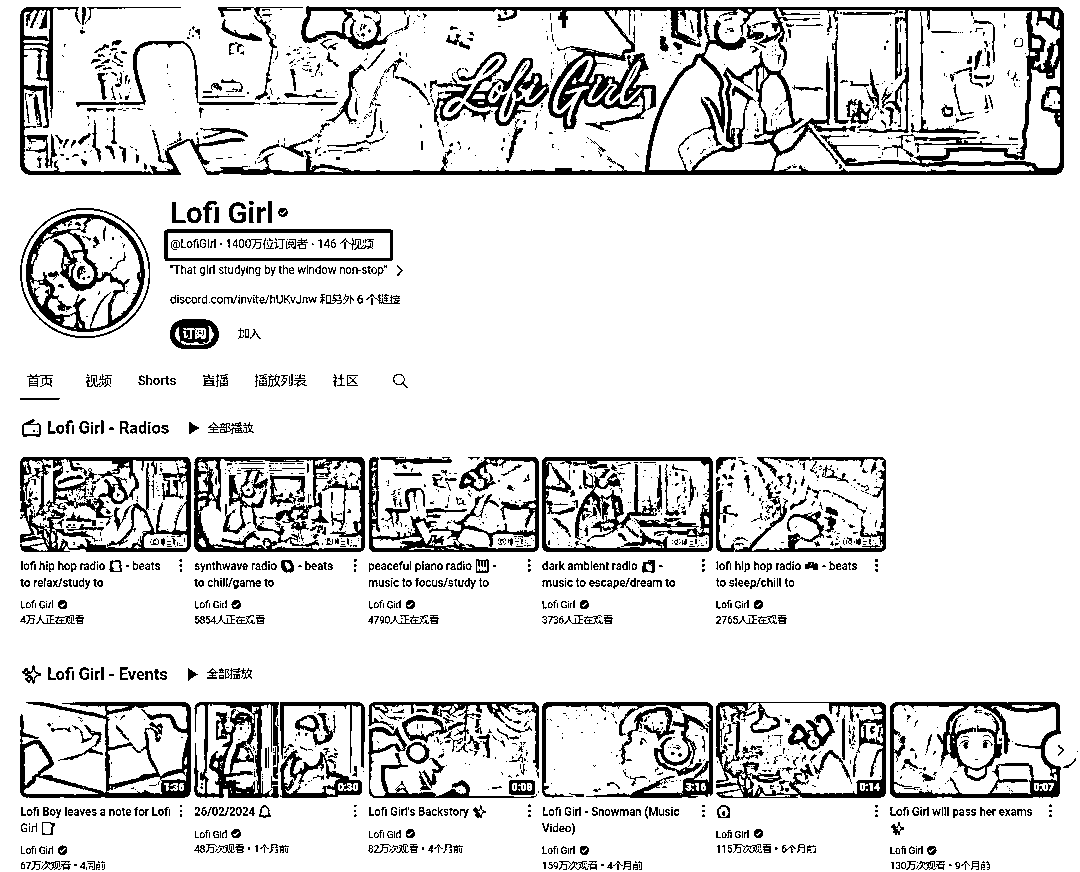 Lofi Girl
Lofi Girl
@LofiGirl · 1400万位订阅者 · 146 个视频
"That girl studying by the window non-stop"
discord.com/invite/hUKvJnw 和另外 6 个链接
订阅 加入
首页 视频 Shorts 直播 播放列表 社区
Lofi Girl - Radios 全部播放
lofi hip hop radio - beats to relax/study to
Lofi Girl
4万人正在观看
synthwave radio - beats to chill/game to
Lofi Girl
5854人正在观看
peaceful piano radio - music to focus/study to
Lofi Girl
4790人正在观看
dark ambient radio - music to escape/dream to
Lofi Girl
3736人正在观看
lofi hip hop radio - beats to sleep/chill to
Lofi Girl
2765人正在观看
Lofi Girl - Events 全部播放
1:36
Lofi Boy leaves a note for Lofi Girl
Lofi Girl
67万次观看 · 4周前
0:30
26/02/2024
Lofi Girl
48万次观看 · 1个月前
0:08
Lofi Girl's Backstory
Lofi Girl
82万次观看 · 4个月前
3:16
Lofi Girl - Snowman (Music Video)
Lofi Girl
159万次观看 · 4个月前
0:14
Lofi Girl
115万次观看 · 6个月前
0:07
Lofi Girl will pass her exams
Lofi Girl
130万次观看 · 9个月前